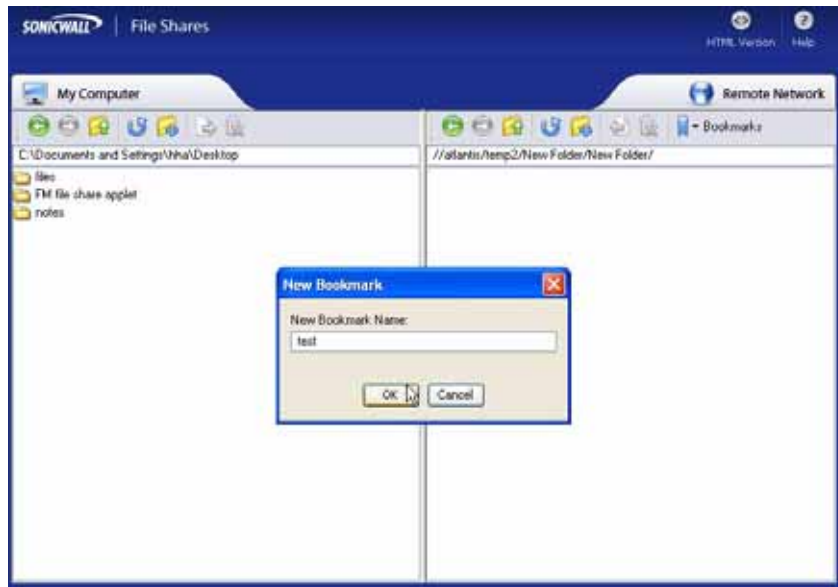 SONICWALL | File Shares
HTML Version
Help
My Computer
Remote Network
Bookmarks
C:\Documents and Settings\hha\Desktop
//atlantis/temp2/New Folder/New Folder/
files
FM file share applet
notes
New Bookmark
New Bookmark Name:
test
OK
Cancel